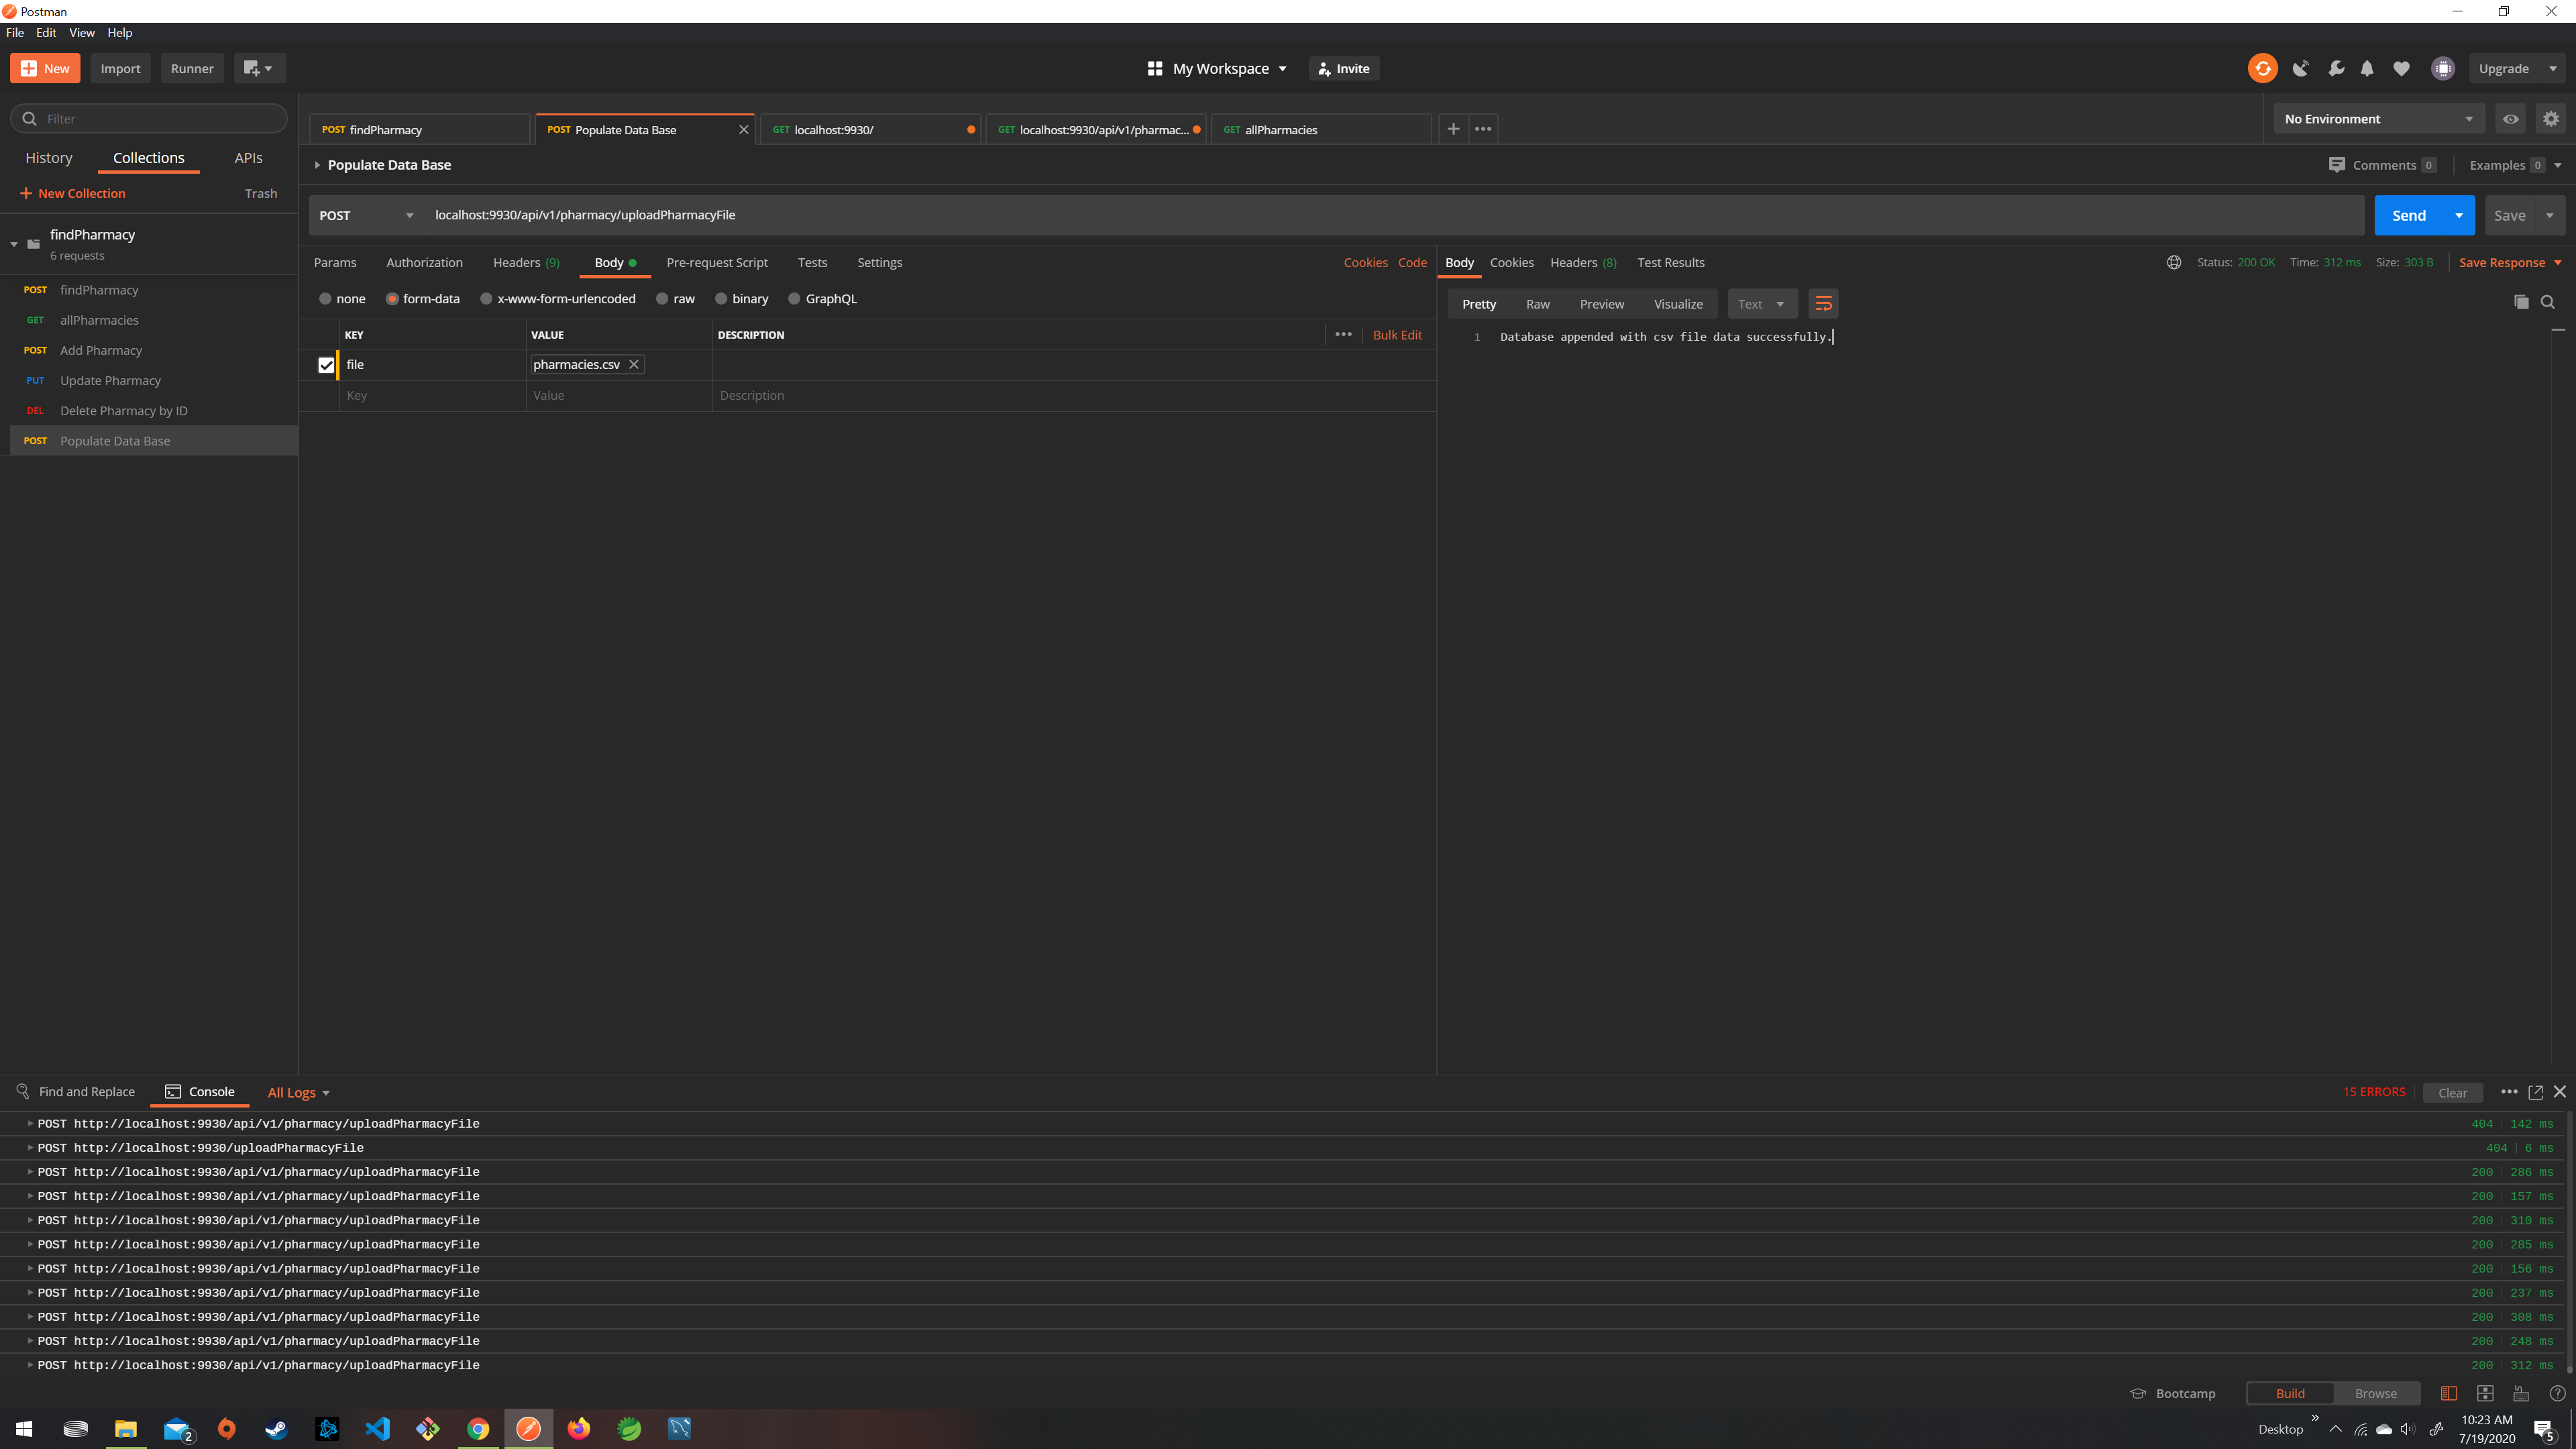 Postman
File Edit View Help
New Import Runner My Workspace Invite Upgrade
Filter
History Collections APIs
New Collection Trash
findPharmacy
6 requests
POST findPharmacy
GET allPharmacies
POST Add Pharmacy
PUT Update Pharmacy
DEL Delete Pharmacy by ID
POST Populate Data Base
POST findPharmacy POST Populate Data Base GET localhost:9930/ GET localhost:9930/api/v1/pharmac... GET allPharmacies
No Environment
Populate Data Base Comments 0 Examples 0
POST localhost:9930/api/v1/pharmacy/uploadPharmacyFile Send Save
Params Authorization Headers (9) Body Pre-request Script Tests Settings Cookies Code
none form-data x-www-form-urlencoded raw binary GraphQL
KEY VALUE DESCRIPTION Bulk Edit
file pharmacies.csv
Key Value Description
Body Cookies Headers (8) Test Results Status: 200 OK Time: 312 ms Size: 303 B Save Response
Pretty Raw Preview Visualize Text
1 Database appended with csv file data successfully.
Find and Replace Console All Logs 15 ERRORS Clear
POST http://localhost:9930/api/v1/pharmacy/uploadPharmacyFile 404 142 ms
POST http://localhost:9930/uploadPharmacyFile 404 6 ms
POST http://localhost:9930/api/v1/pharmacy/uploadPharmacyFile 200 286 ms
POST http://localhost:9930/api/v1/pharmacy/uploadPharmacyFile 200 157 ms
POST http://localhost:9930/api/v1/pharmacy/uploadPharmacyFile 200 310 ms
POST http://localhost:9930/api/v1/pharmacy/uploadPharmacyFile 200 285 ms
POST http://localhost:9930/api/v1/pharmacy/uploadPharmacyFile 200 156 ms
POST http://localhost:9930/api/v1/pharmacy/uploadPharmacyFile 200 237 ms
POST http://localhost:9930/api/v1/pharmacy/uploadPharmacyFile 200 308 ms
POST http://localhost:9930/api/v1/pharmacy/uploadPharmacyFile 200 248 ms
POST http://localhost:9930/api/v1/pharmacy/uploadPharmacyFile 200 312 ms
Bootcamp Build Browse
2
Desktop
10:23 AM
7/19/2020
5